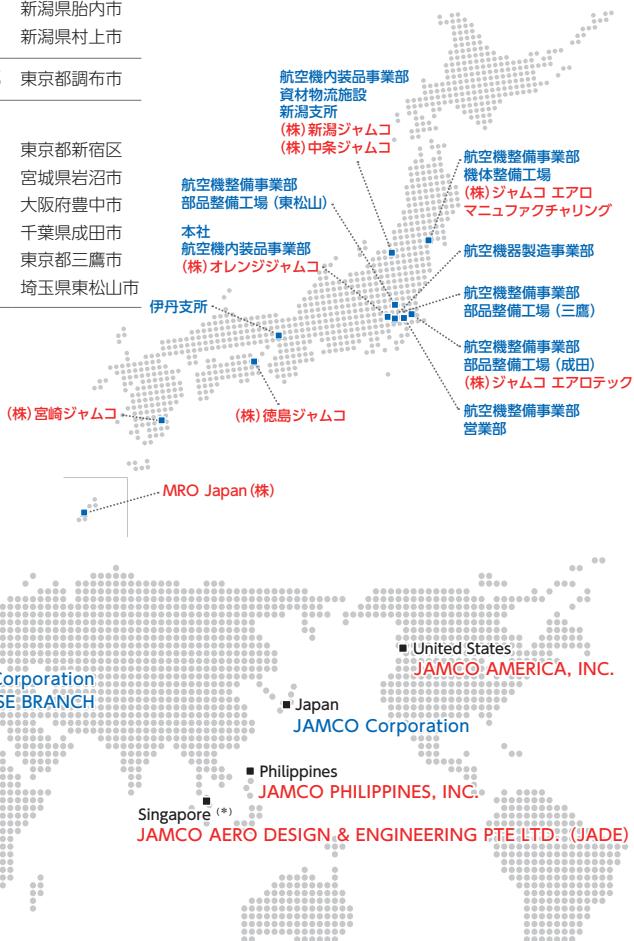 新潟県胎内市
新潟県村上市
東京都調布市
東京都新宿区
宮城県岩沼市
大阪府豊中市
千葉県成田市
東京都三鷹市
埼玉県東松山市
航空機内装品事業部
資材物流施設
新潟支所
(株)新潟ジャムコ
(株)中条ジャムコ
航空機整備事業部
部品整備工場(東松山)
本社
航空機内装品事業部
(株)オレンジジャムコ
伊丹支所
航空機整備事業部
機体整備工場
(株)ジャムコ エアロ
マニュファクチャリング
航空機器製造事業部
航空機整備事業部
部品整備工場(三鷹)
航空機整備事業部
部品整備工場(成田)
(株)ジャムコ エアロテック
航空機整備事業部
営業部
(株)宮崎ジャムコ
(株)徳島ジャムコ
MRO Japan(株)
United States
JAMCO AMERICA, INC.
Corporation
SE BRANCH
Japan
JAMCO Corporation
Philippines
JAMCO PHILIPPINES, INC.
Singapore (*)
JAMCO AERO DESIGN & ENGINEERING PTE LTD. (JADE)